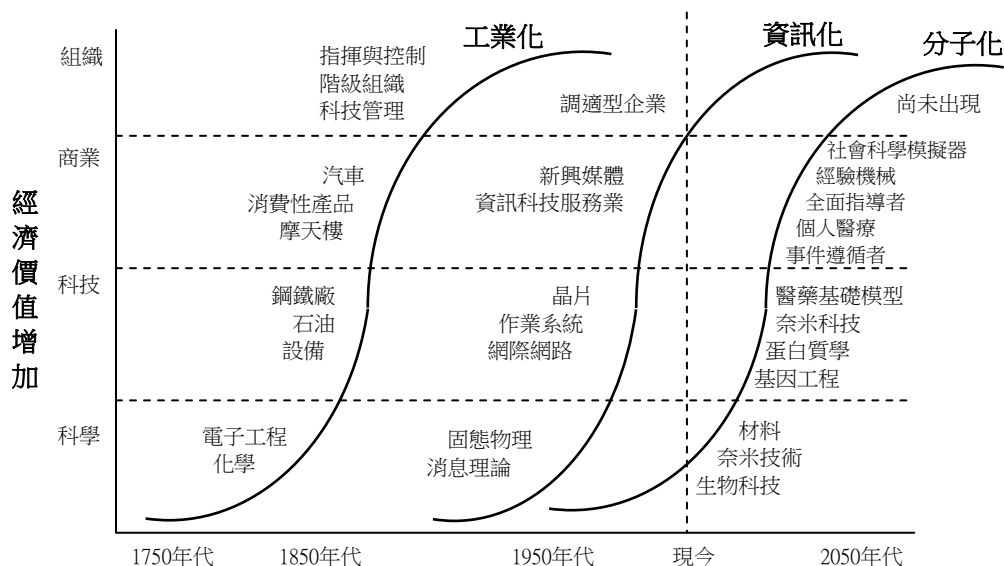 工業化
資訊化
分子化
經濟價值增加
組織
指揮與控制
階級組織
科技管理
調適型企業
尚未出現
商業
汽車
消費性產品
摩天樓
新興媒體
資訊科技服務業
社會科學模擬器
經驗機械
全面指導者
個人醫療
事件遵循者
科技
鋼鐵廠
石油
設備
晶片
作業系統
網際網路
醫藥基礎模型
奈米科技
蛋白質學
基因工程
科學
電子工程
化學
固態物理
消息理論
材料
奈米技術
生物科技
1750年代
1850年代
1950年代
現今
2050年代